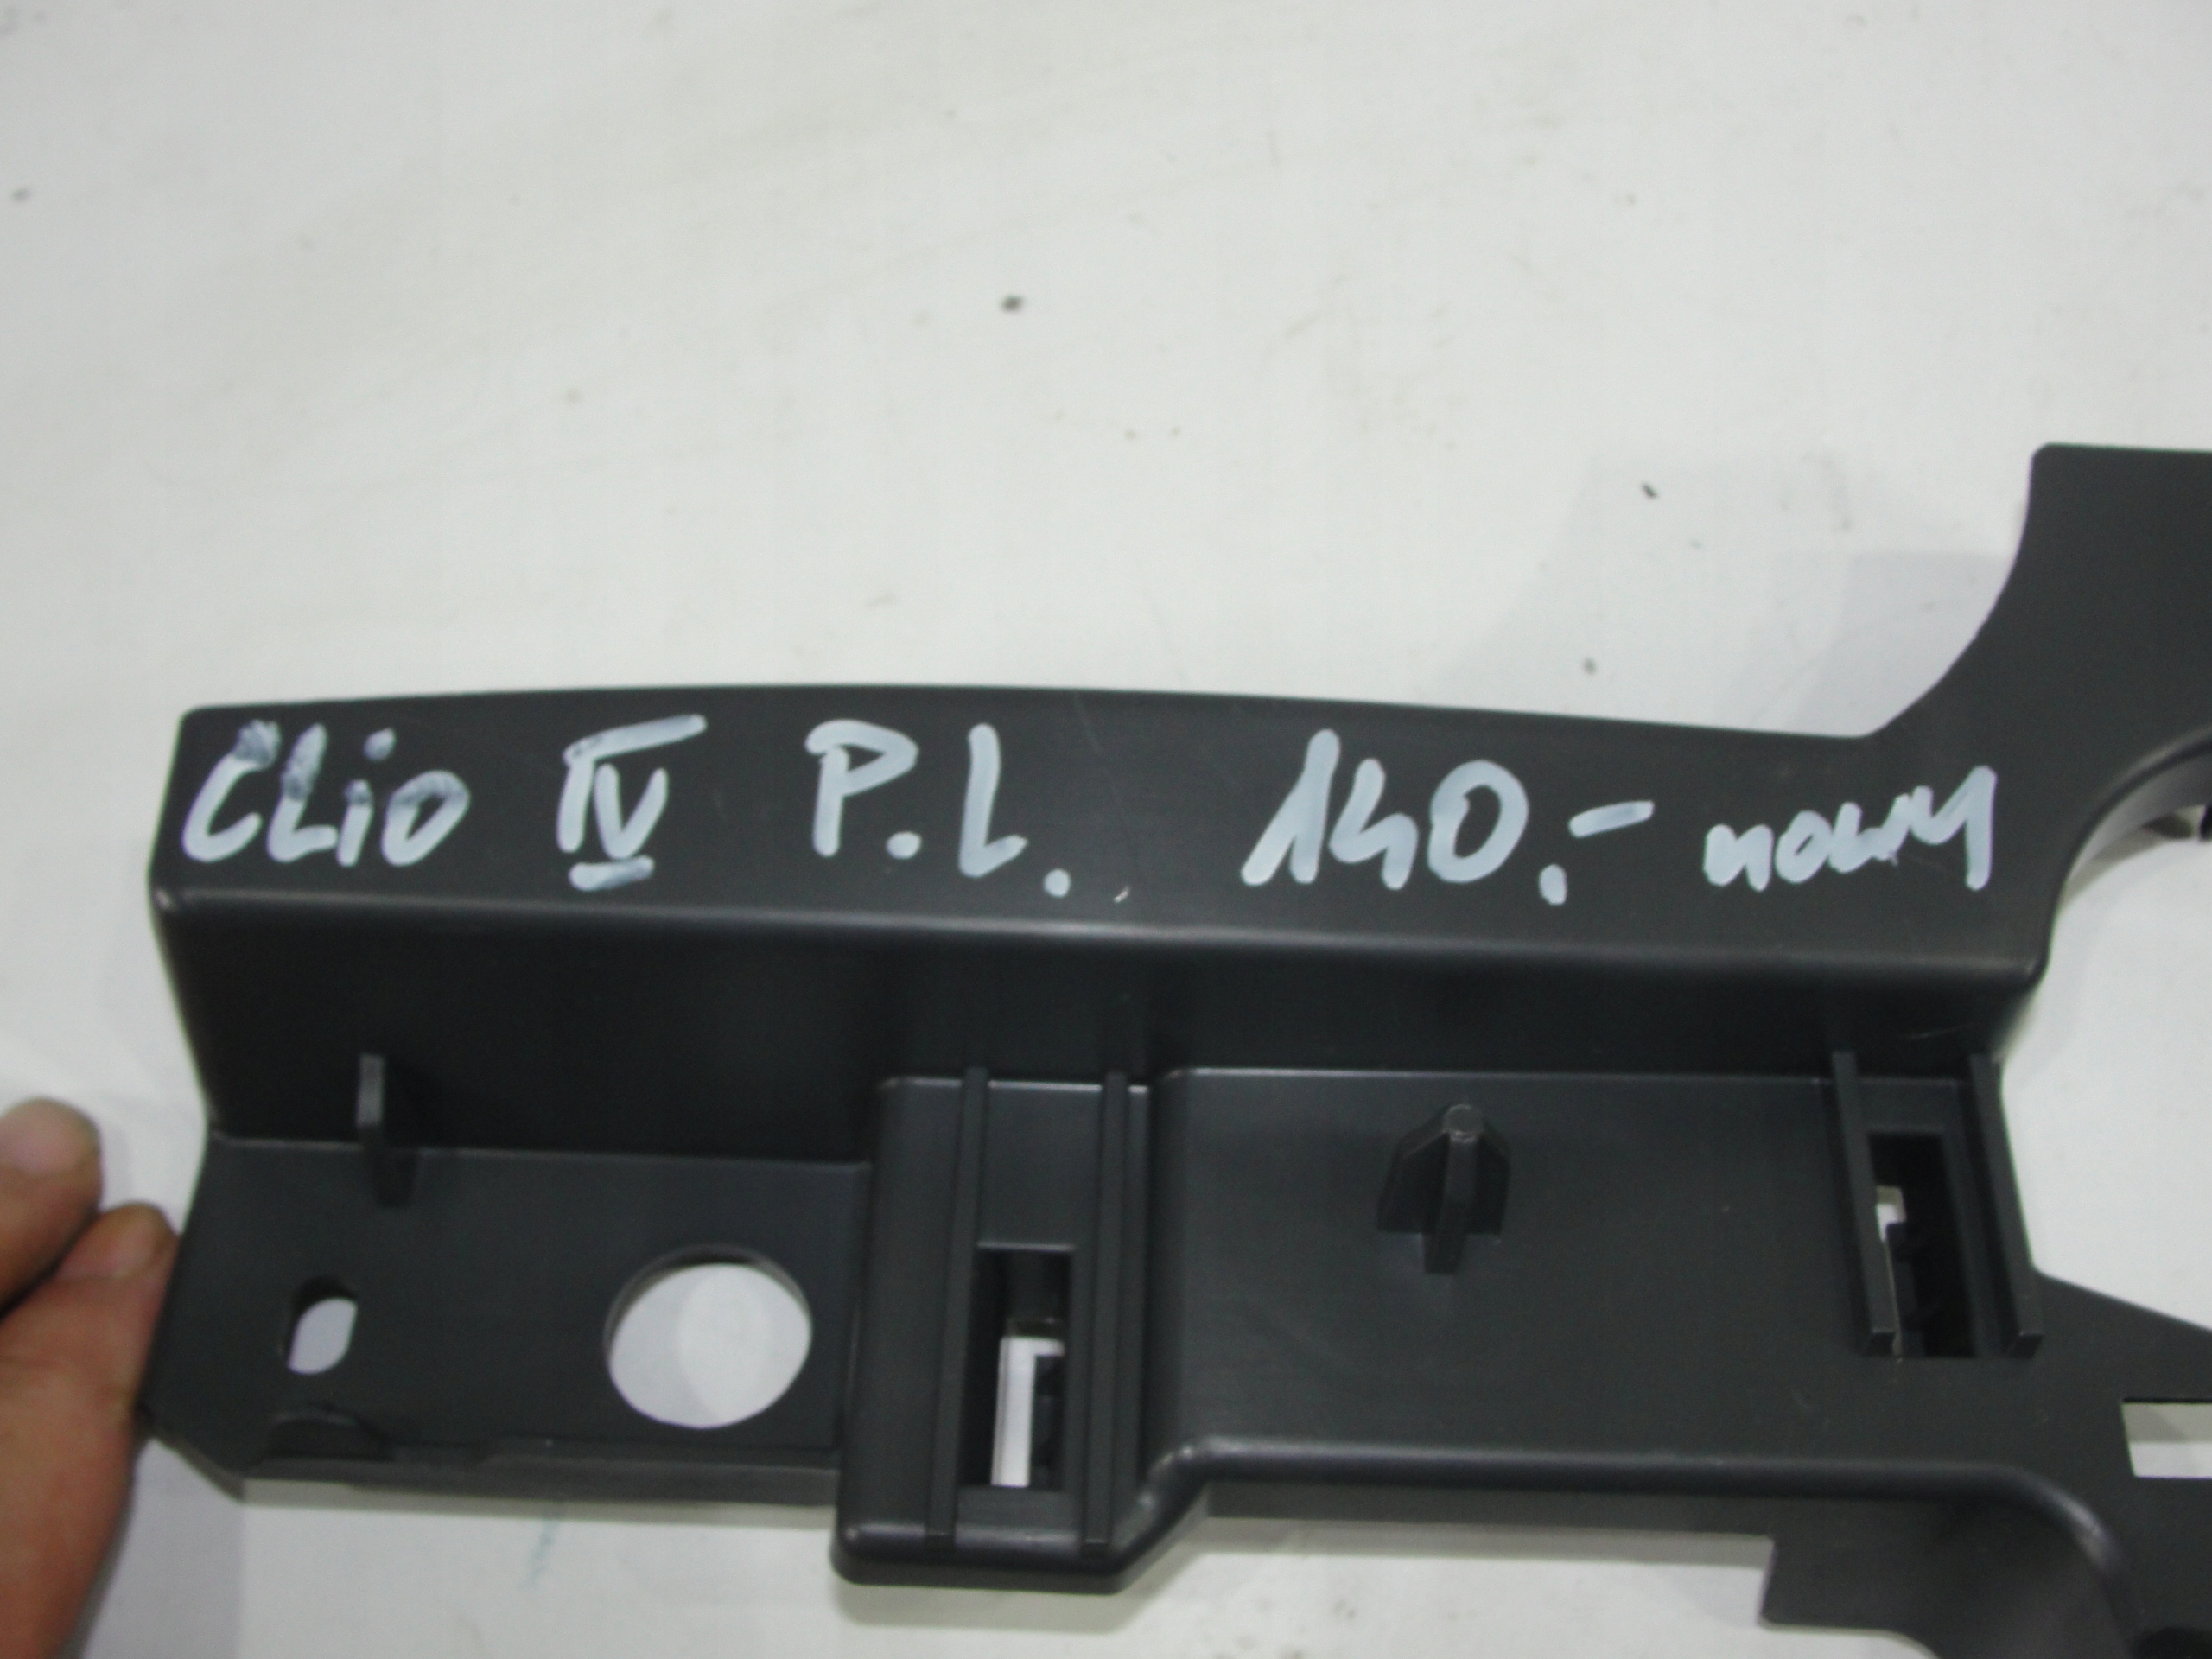 CLio IV P.L. 140.- nowy